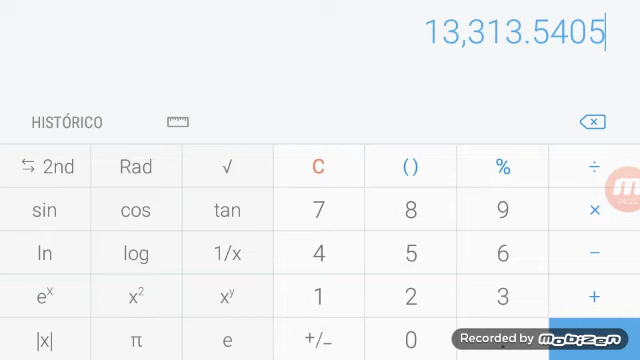 13,313.5405
HISTÓRICO
⇆ 2nd Rad √ C () % ÷
sin cos tan 7 8 9 ×
ln log 1/x 4 5 6 −
eˣ x² xʸ 1 2 3 +
|x| π e +/− 0 .
Recorded by mobizen